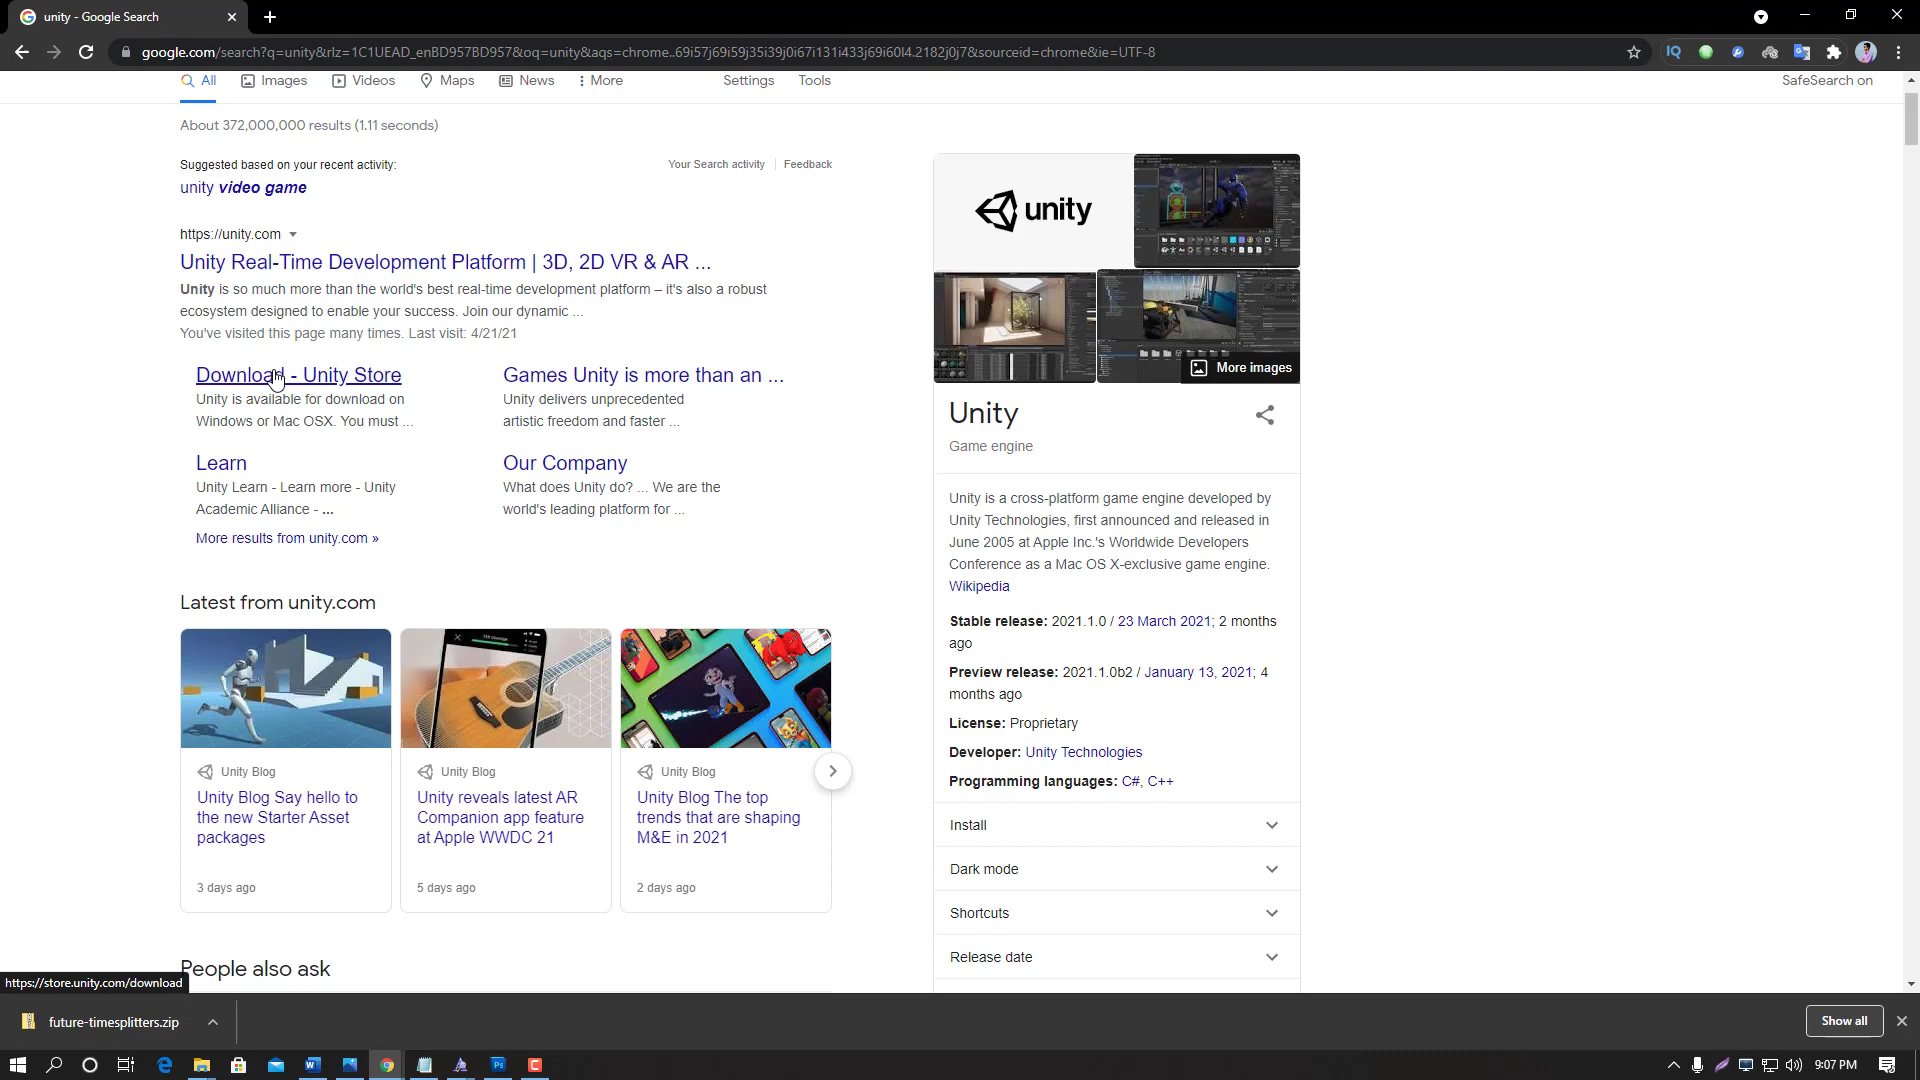 unity - Google Search
google.com/search?q=unity&rlz=1C1UEAD_enBD957BD957&oq=unity&aqs=chrome..69i57j69i59j35i39j0i67i131i433j69i60l4.2182j0j7&sourceid=chrome&ie=UTF-8
All Images Videos Maps News More Settings Tools SafeSearch on
About 372,000,000 results (1.11 seconds)
Suggested based on your recent activity: Your Search activity Feedback
unity video game
https://unity.com
Unity Real-Time Development Platform | 3D, 2D VR & AR ...
Unity is so much more than the world's best real-time development platform – it's also a robust
ecosystem designed to enable your success. Join our dynamic ...
You've visited this page many times. Last visit: 4/21/21
Download - Unity Store
Unity is available for download on
Windows or Mac OSX. You must ...
Games Unity is more than an ...
Unity delivers unprecedented
artistic freedom and faster ...
Learn
Unity Learn - Learn more - Unity
Academic Alliance - ...
Our Company
What does Unity do? ... We are the
world's leading platform for ...
More results from unity.com »
Latest from unity.com
Unity Blog
Unity Blog Say hello to
the new Starter Asset
packages
3 days ago
Unity Blog
Unity reveals latest AR
Companion app feature
at Apple WWDC 21
5 days ago
Unity Blog
Unity Blog The top
trends that are shaping
M&E in 2021
2 days ago
People also ask
unity
More images
Unity
Game engine
Unity is a cross-platform game engine developed by
Unity Technologies, first announced and released in
June 2005 at Apple Inc.'s Worldwide Developers
Conference as a Mac OS X-exclusive game engine.
Wikipedia
Stable release: 2021.1.0 / 23 March 2021; 2 months
ago
Preview release: 2021.1.0b2 / January 13, 2021; 4
months ago
License: Proprietary
Developer: Unity Technologies
Programming languages: C#, C++
Install
Dark mode
Shortcuts
Release date
https://store.unity.com/download
future-timesplitters.zip
Show all
9:07 PM